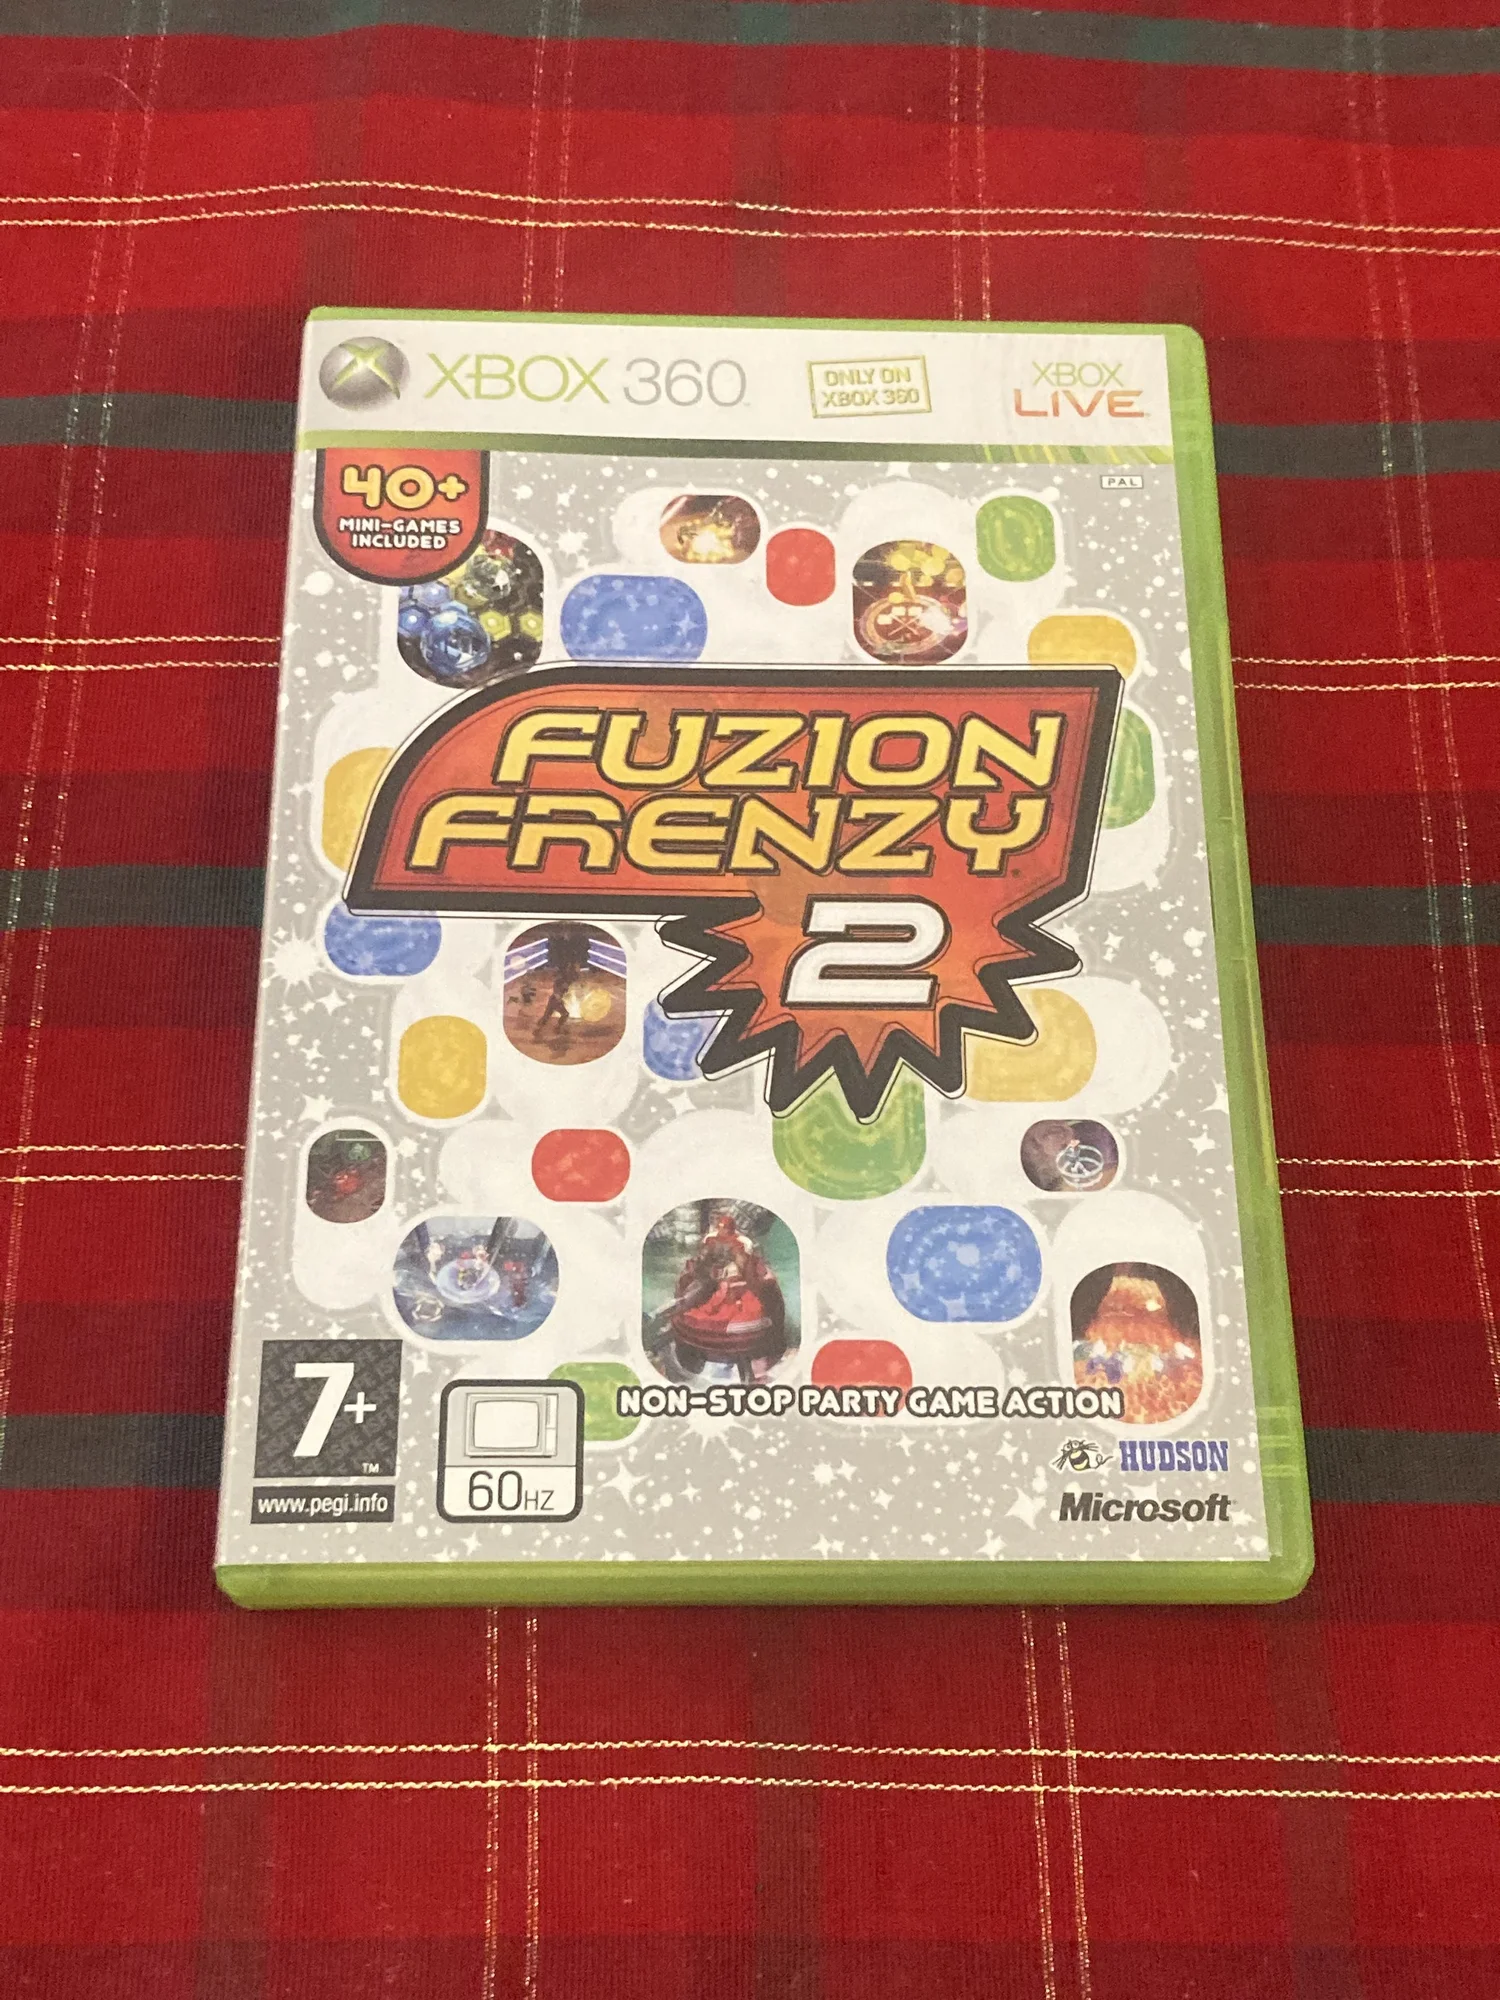 XBOX 360
ONLY ON
XBOX 360
XBOX
LIVE
PAL
40+
MINI-GAMES
INCLUDED
FUZION
FRENZY
2
NON-STOP PARTY GAME ACTION
7+
TM
www.pegi.info
60HZ
HUDSON
Microsoft